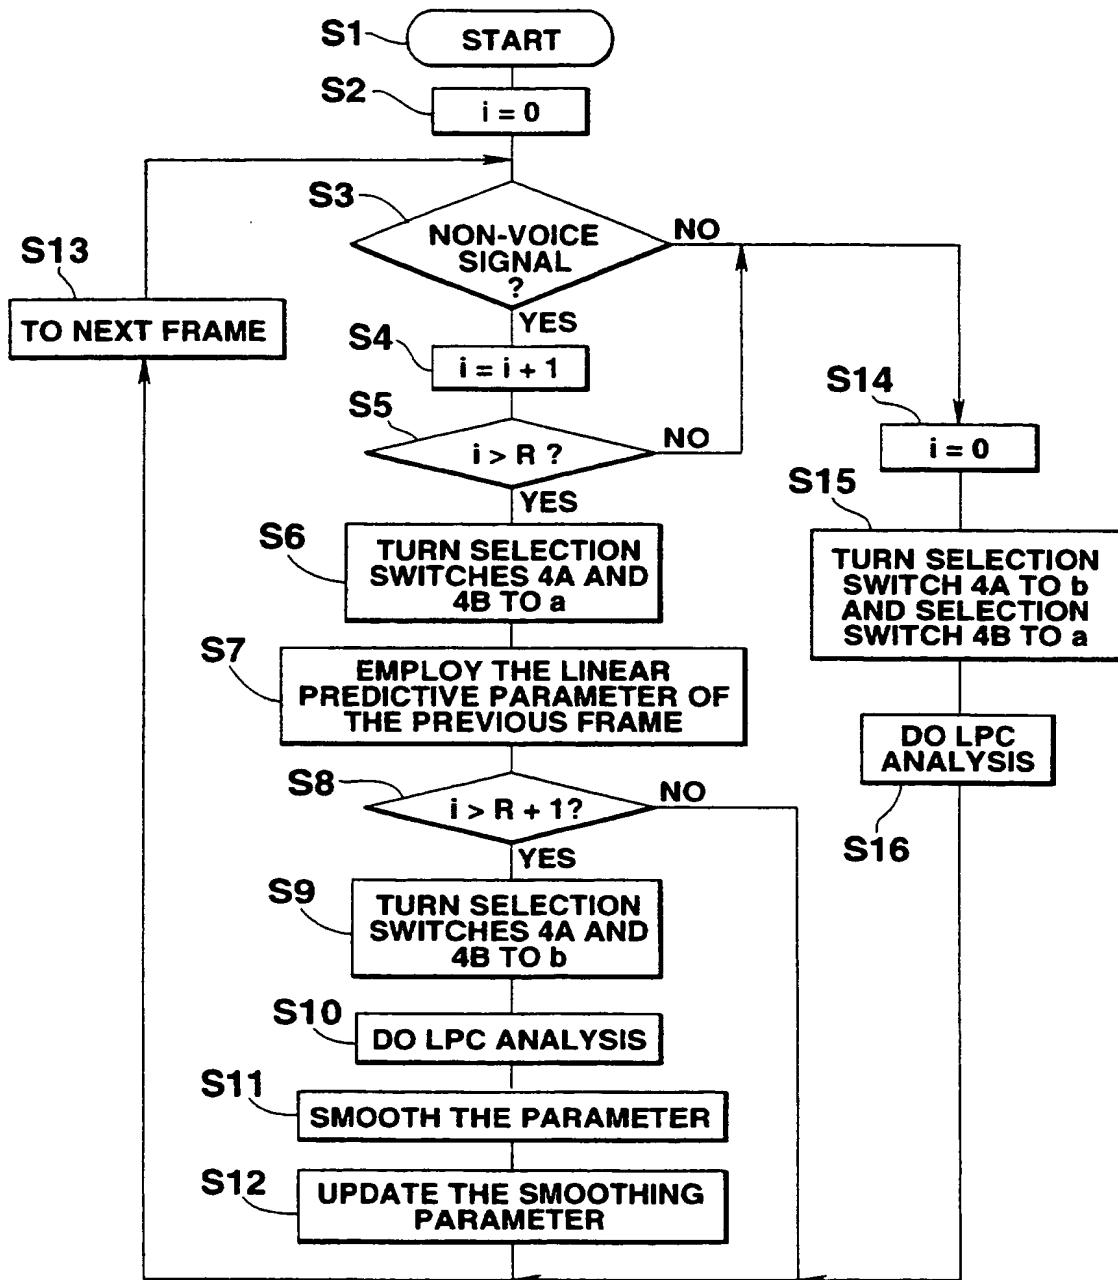 S1
START
S2
i = 0
S3
NON-VOICE
SIGNAL
?
NO
YES
S13
TO NEXT FRAME
S4
i = i + 1
S5
i > R ?
NO
YES
S14
i = 0
S15
TURN SELECTION
SWITCH 4A TO b
AND SELECTION
SWITCH 4B TO a
S6
TURN SELECTION
SWITCHES 4A AND
4B TO a
S7
EMPLOY THE LINEAR
PREDICTIVE PARAMETER OF
THE PREVIOUS FRAME
DO LPC
ANALYSIS
S16
S8
i > R + 1?
NO
YES
S9
TURN SELECTION
SWITCHES 4A AND
4B TO b
S10
DO LPC ANALYSIS
S11
SMOOTH THE PARAMETER
S12
UPDATE THE SMOOTHING
PARAMETER